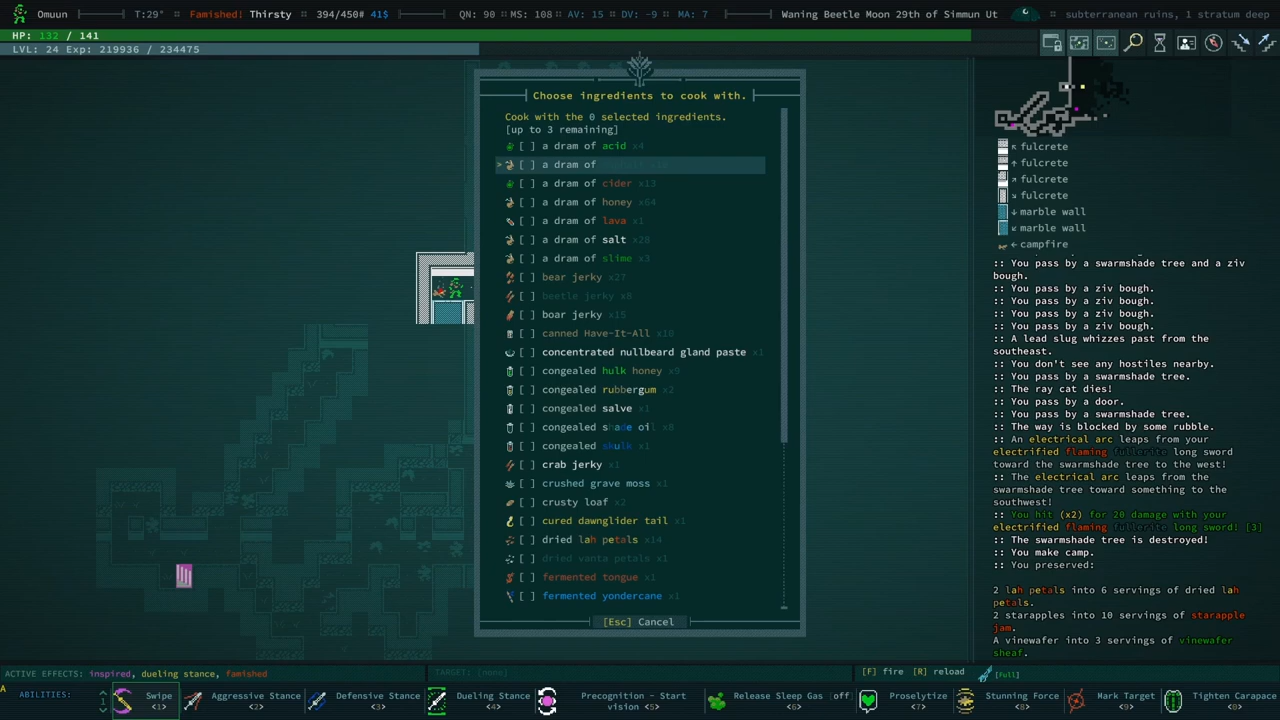 Omuun T:29° Famished! Thirsty 394/450# 41$ QN: 90 MS: 108 AV: 15 DV: -9 MA: 7 Waning Beetle Moon 29th of Simmun Ut subterranean ruins, 1 stratum deep
HP: 132 / 141
LVL: 24 Exp: 219936 / 234475
Choose ingredients to cook with.
Cook with the 0 selected ingredients.
[up to 3 remaining]
[ ] a dram of acid x4
> [ ] a dram of
[ ] a dram of cider x13
[ ] a dram of honey x64
[ ] a dram of lava x1
[ ] a dram of salt x28
[ ] a dram of slime x3
[ ] bear jerky x27
[ ] beetle jerky x6
[ ] boar jerky x15
[ ] canned Have-It-All x10
[ ] concentrated nullbeard gland paste x1
[ ] congealed hulk honey x9
[ ] congealed rubbergum x2
[ ] congealed salve x1
[ ] congealed shade oil x8
[ ] congealed skulk x1
[ ] crab jerky x1
[ ] crushed grave moss x1
[ ] crusty loaf x2
[ ] cured dawnglider tail x1
[ ] dried lah petals x14
[ ] dried vanta petals x1
[ ] fermented tongue x1
[ ] fermented yondercane x1
[Esc] Cancel
↖ fulcrete
↑ fulcrete
↗ fulcrete
↘ fulcrete
↓ marble wall
↙ marble wall
← campfire
:: You pass by a swarmshade tree and a ziv
bough.
:: You pass by a ziv bough.
:: You pass by a ziv bough.
:: You pass by a ziv bough.
:: You pass by a ziv bough.
:: A lead slug whizzes past from the
southeast.
:: You don't see any hostiles nearby.
:: You pass by a swarmshade tree.
:: The ray cat dies!
:: You pass by a door.
:: You pass by a swarmshade tree.
:: The way is blocked by some rubble.
:: An electrical arc leaps from your
electrified flaming fullerite long sword
toward the swarmshade tree to the west!
:: The electrical arc leaps from the
swarmshade tree toward something to the
southwest!
:: You hit (x2) for 20 damage with your
electrified flaming fullerite long sword! [3]
:: The swarmshade tree is destroyed!
:: You make camp.
:: You preserved:
2 lah petals into 6 servings of dried lah
petals.
2 starapples into 10 servings of starapple
jam.
A vinewafer into 3 servings of vinewafer
sheaf.
ACTIVE EFFECTS: inspired, dueling stance, famished
TARGET: [none]
[F] fire [R] reload [Full]
A
ABILITIES: 1 Swipe <1> Aggressive Stance <2> Defensive Stance <3> Dueling Stance <4> Precognition - Start vision <5> Release Sleep Gas [off] <6> Proselytize <7> Stunning Force <8> Mark Target <9> Tighten Carapace <0>